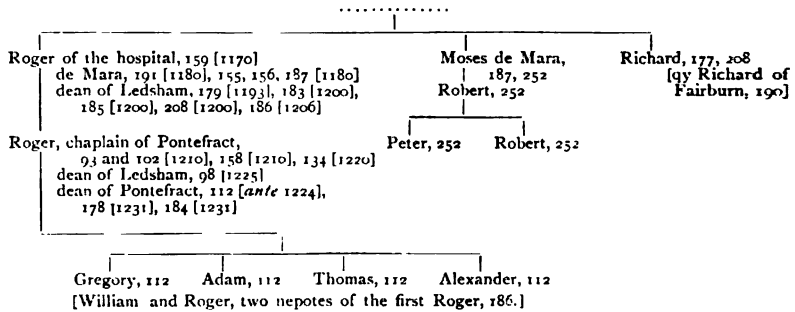 Roger of the hospital, 159 [1170] Moses de Mara, Richard, 177, 208
de Mara, 191 [1180], 155, 156, 187 [1180] 187, 252 [qy Richard of
dean of Ledsham, 179 [1193], 183 [1200], Robert, 252 Fairburn, 190]
185 [1200], 208 [1200], 186 [1206]
Roger, chaplain of Pontefract, Peter, 252 Robert, 252
93 and 102 [1210], 158 [1210], 134 [1220]
dean of Ledsham, 98 [1225]
dean of Pontefract, 112 [ante 1224],
178 [1231], 184 [1231]
Gregory, 112 Adam, 112 Thomas, 112 Alexander, 112
[William and Roger, two nepotes of the first Roger, 186.]